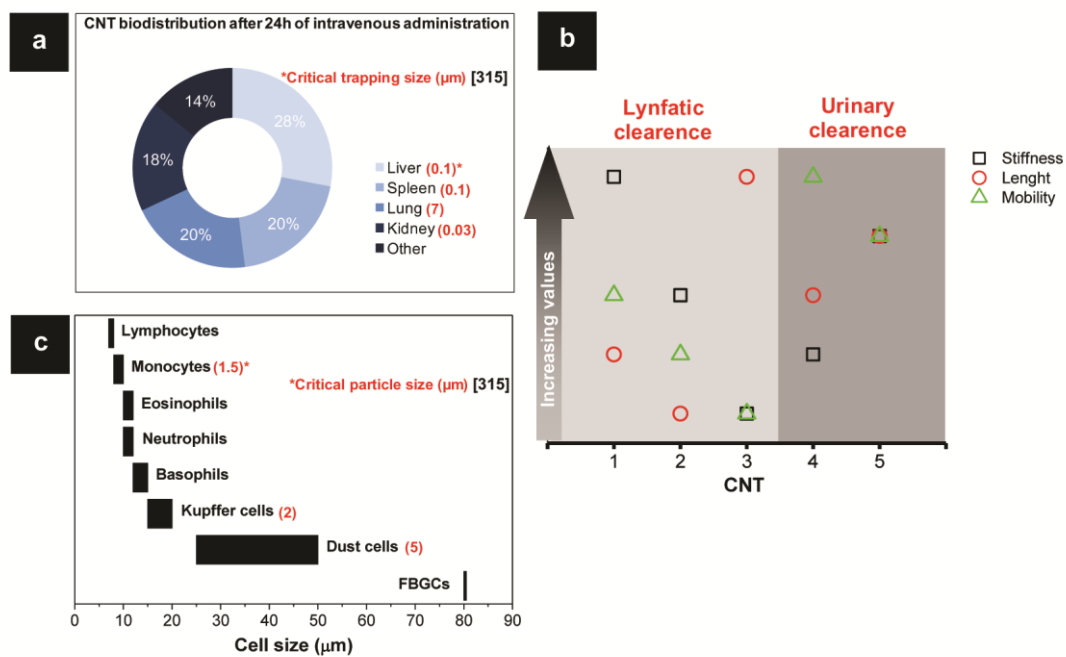 a
CNT biodistribution after 24h of intravenous administration
*Critical trapping size (µm) [315]
14%
28%
18%
20%
20%
Liver (0.1)*
Spleen (0.1)
Lung (7)
Kidney (0.03)
Other
b
Lynfatic
clearence
Urinary
clearence
Stiffness
Lenght
Mobility
Increasing values
1 2 3 4 5
CNT
c
Lymphocytes
Monocytes (1.5)*
*Critical particle size (µm) [315]
Eosinophils
Neutrophils
Basophils
Kupffer cells (2)
Dust cells (5)
FBGCs
0 10 20 30 40 50 60 70 80 90
Cell size (µm)